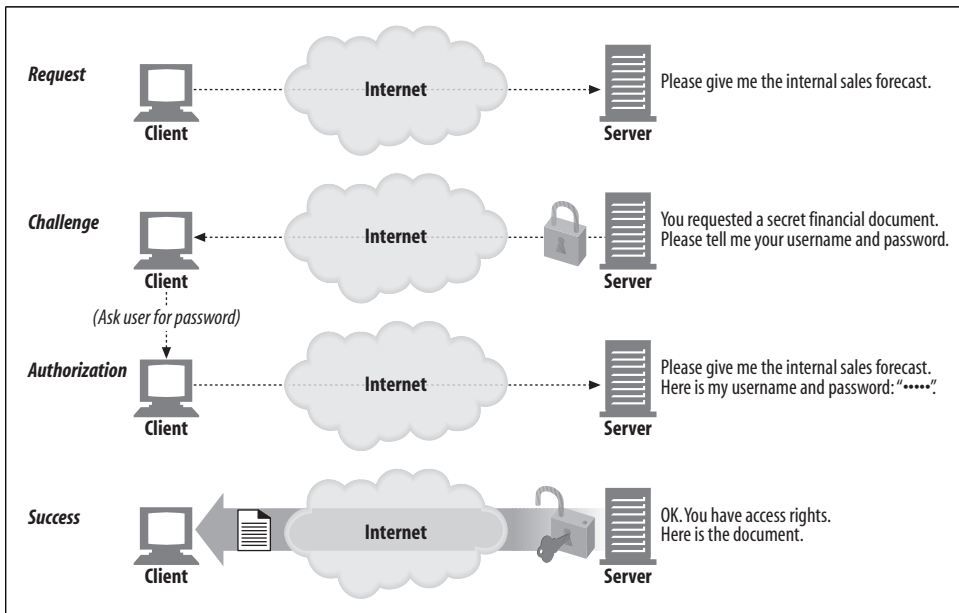 Request
Internet
Please give me the internal sales forecast.
Client
Server
Challenge
Internet
You requested a secret financial document.
Please tell me your username and password.
Client
Server
(Ask user for password)
Authorization
Internet
Please give me the internal sales forecast.
Here is my username and password: “•••••”.
Client
Server
Success
Internet
OK. You have access rights.
Here is the document.
Client
Server